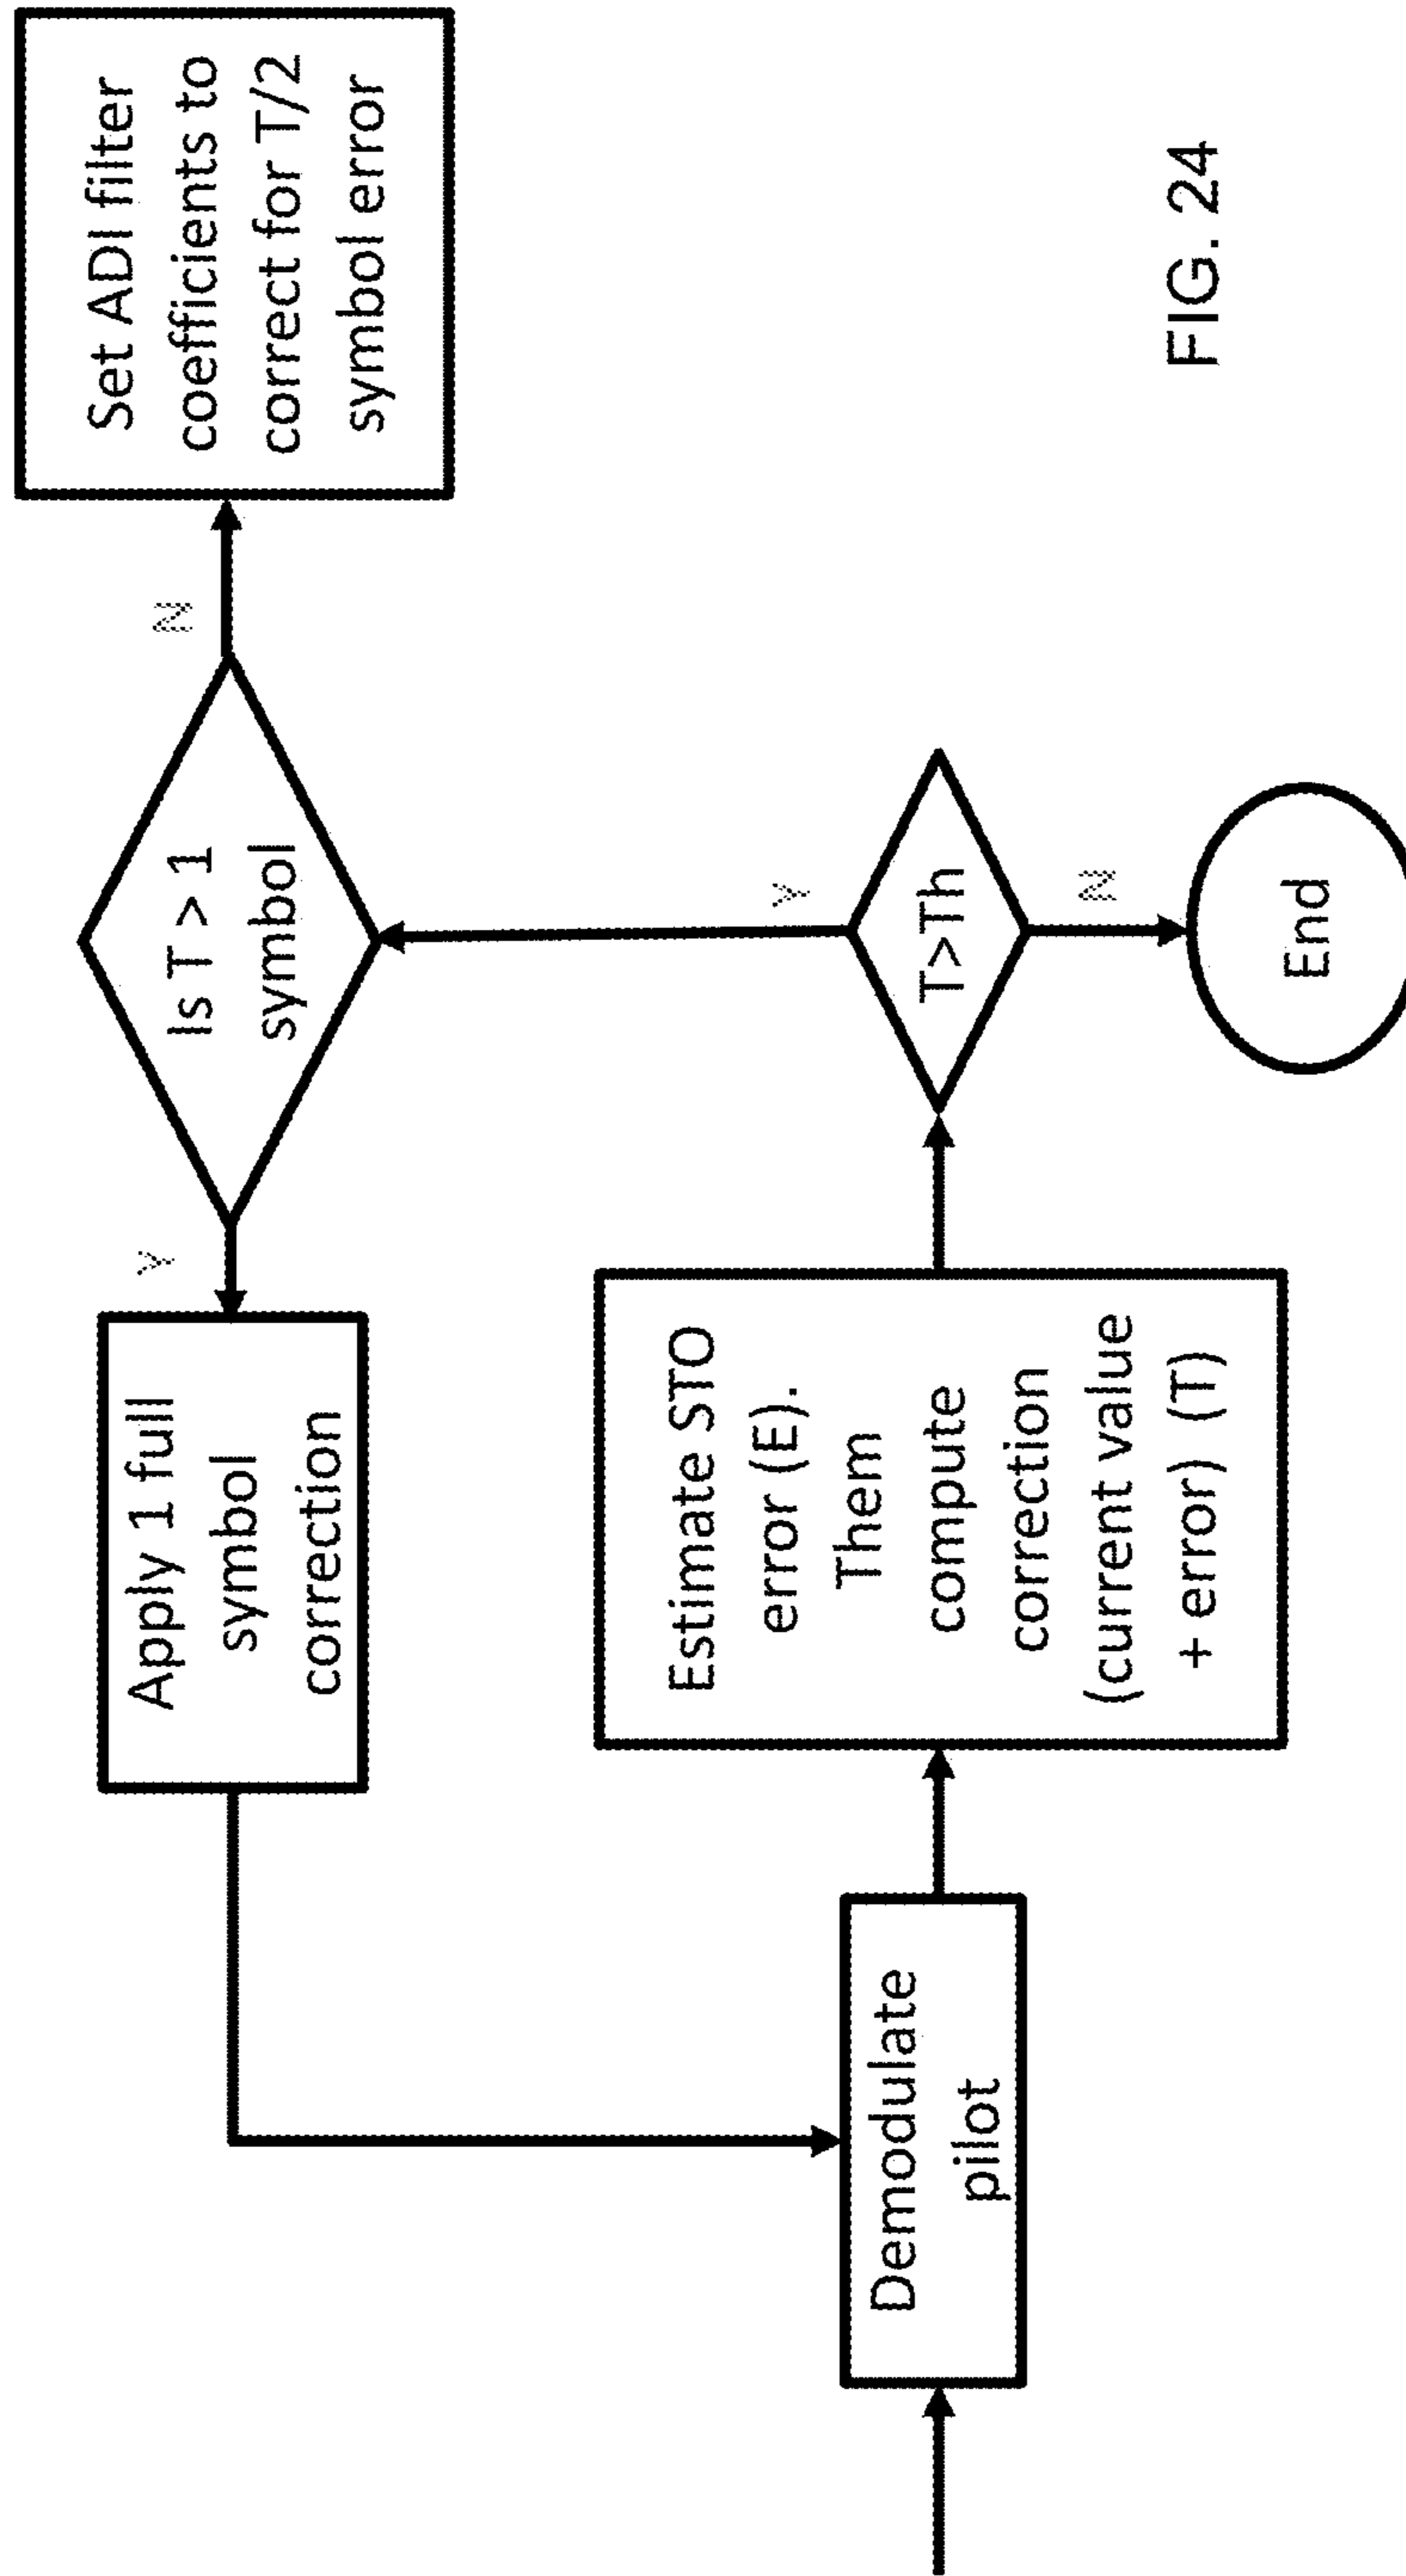 Apply 1 full
symbol
correction
Y
Is T > 1
symbol
N
Set ADI filter
coefficients to
correct for T/2
symbol error
Demodulate
pilot
Estimate STO
error (E).
Them
compute
correction
(current value
+ error) (T)
Y
T>Th
N
End
FIG. 24